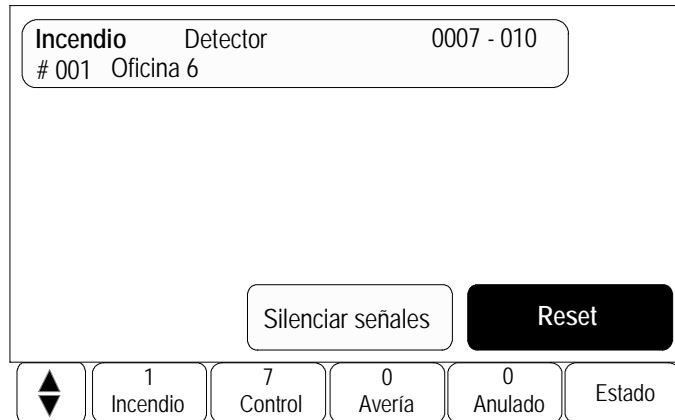 Incendio Detector 0007 - 010
# 001 Oficina 6
Silenciar señales Reset
1 7 0 0
Incendio Control Avería Anulado Estado